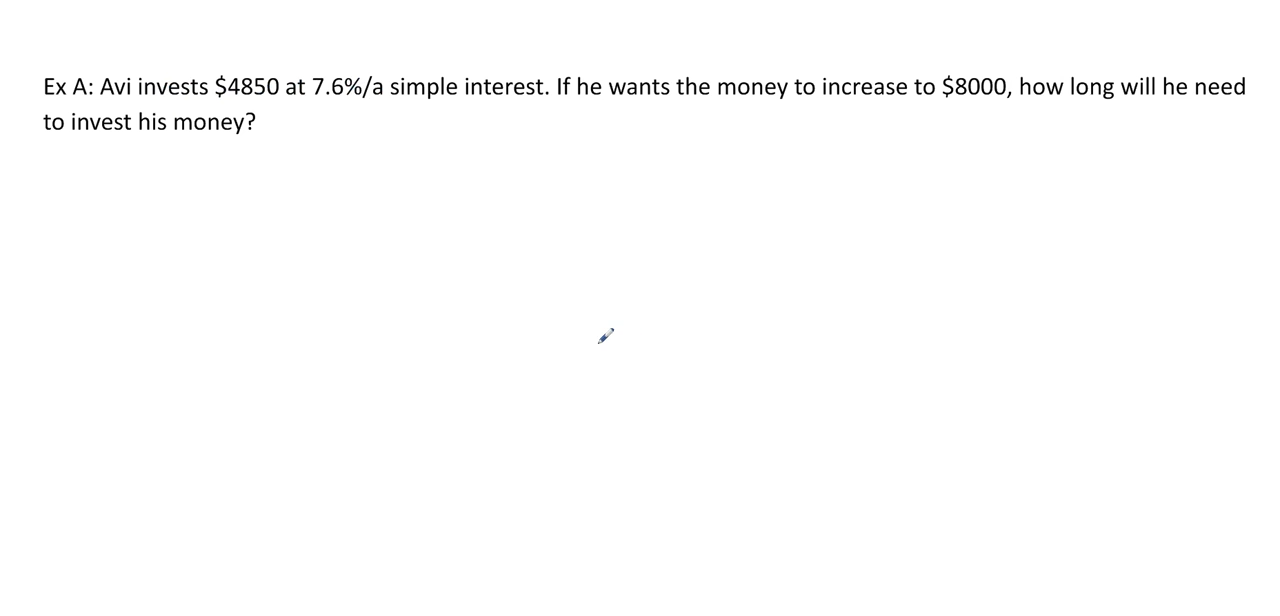 Ex A: Avi invests $4850 at 7.6%/a simple interest. If he wants the money to increase to $8000, how long will he need
to invest his money?